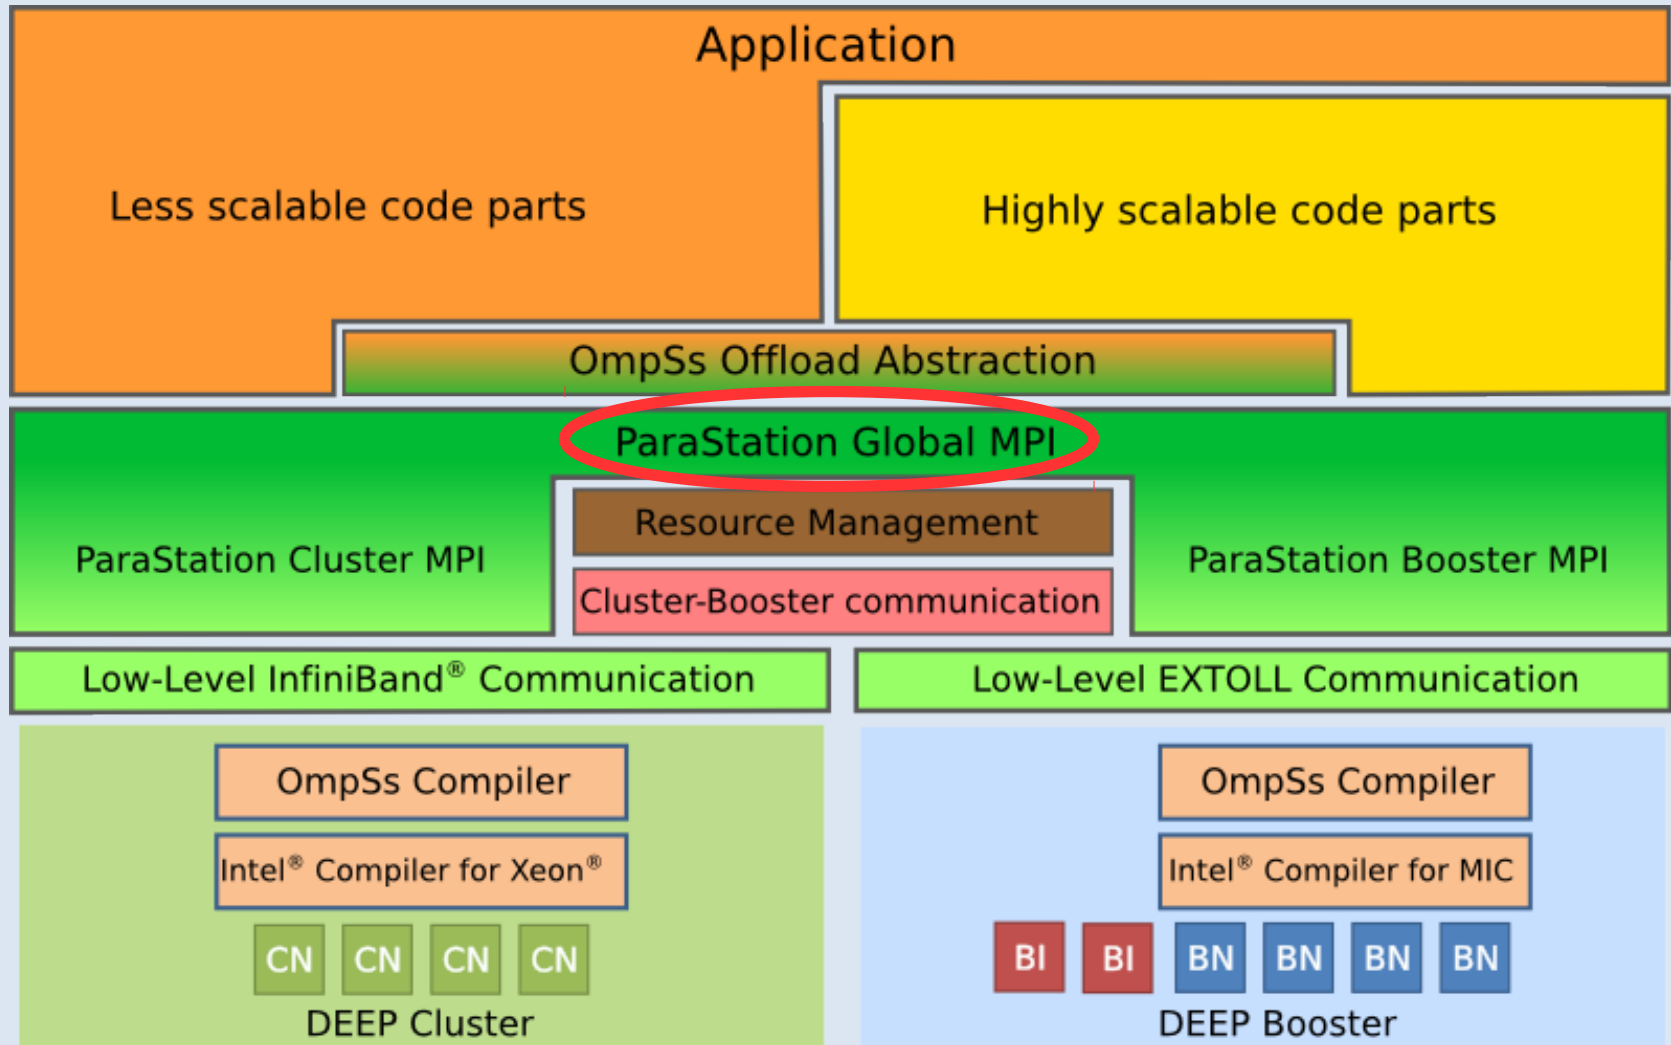 Application
Less scalable code parts
Highly scalable code parts
OmpSs Offload Abstraction
ParaStation Global MPI
Resource Management
ParaStation Cluster MPI
ParaStation Booster MPI
Cluster-Booster communication
Low-Level InfiniBand® Communication
Low-Level EXTOLL Communication
OmpSs Compiler
OmpSs Compiler
Intel® Compiler for Xeon®
Intel® Compiler for MIC
CN CN CN CN
BI BI BN BN BN BN
DEEP Cluster
DEEP Booster